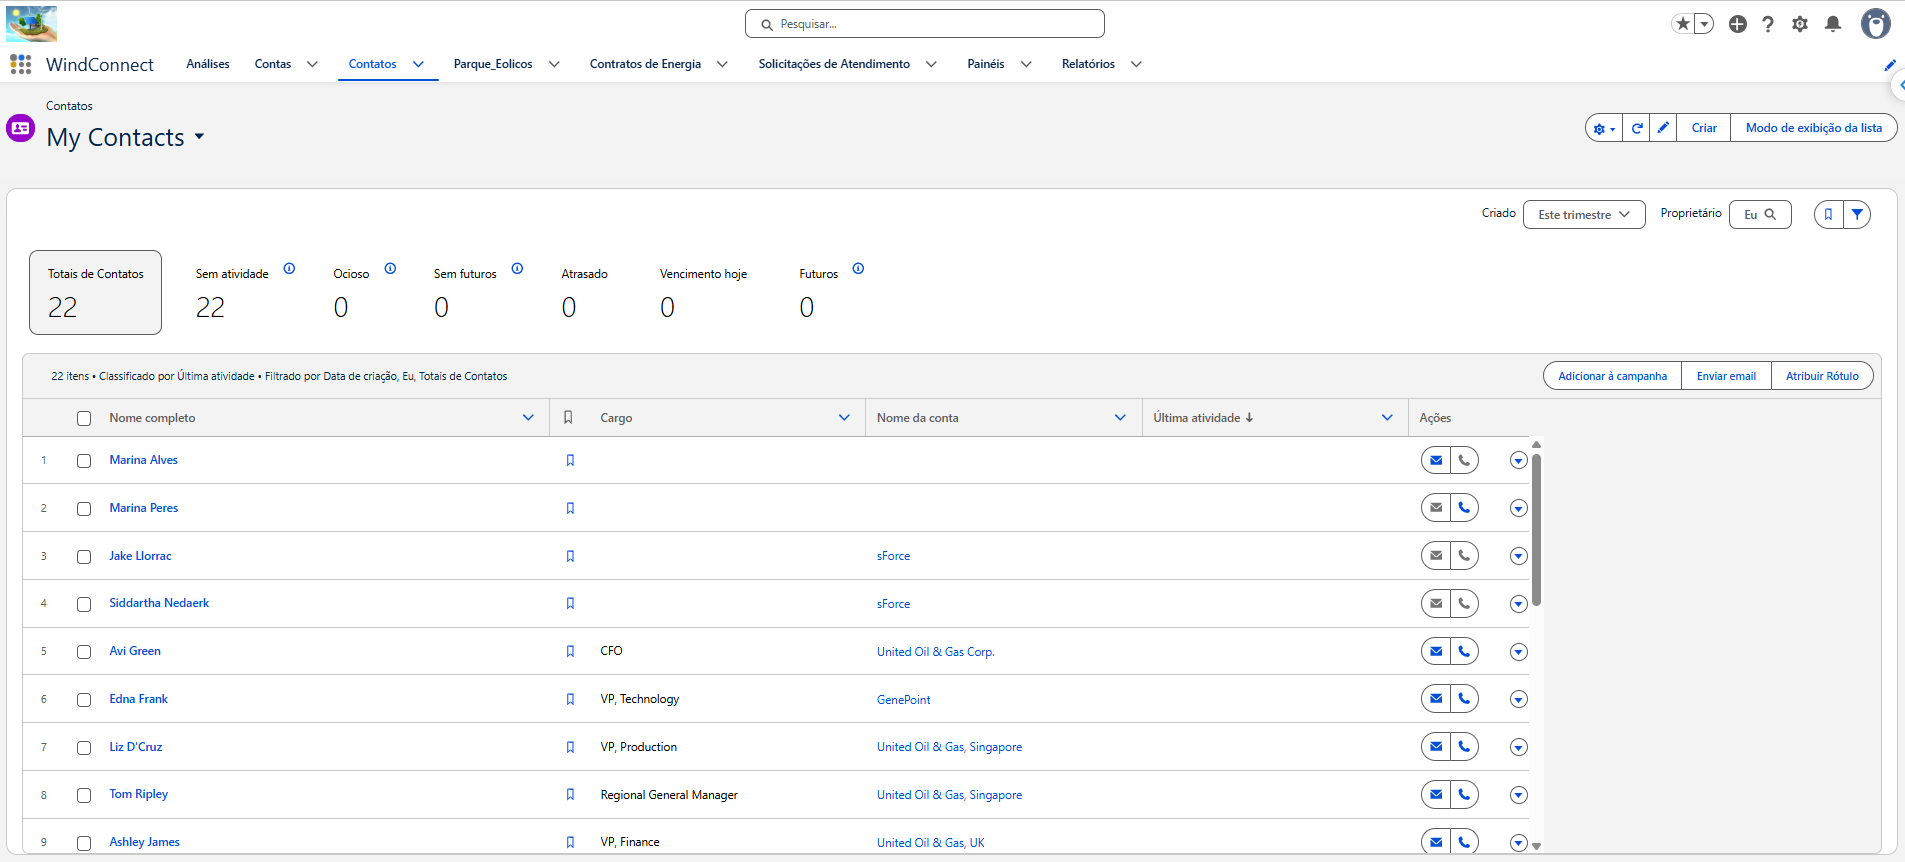 Pesquisar...
WindConnect
Análises
Contas
Contatos
Parque_Eolicos
Contratos de Energia
Solicitações de Atendimento
Painéis
Relatórios
Contatos
My Contacts
Criar
Modo de exibição da lista
Criado
Este trimestre
Proprietário
Eu
Totais de Contatos
22
Sem atividade
22
Ocioso
0
Sem futuros
0
Atrasado
0
Vencimento hoje
0
Futuros
0
22 itens • Classificado por Última atividade • Filtrado por Data de criação, Eu, Totais de Contatos
Adicionar à campanha
Enviar email
Atribuir Rótulo
Nome completo
Cargo
Nome da conta
Última atividade
Ações
1 Marina Alves
2 Marina Peres
3 Jake Llorrac sForce
4 Siddartha Nedaerk sForce
5 Avi Green CFO United Oil & Gas Corp.
6 Edna Frank VP, Technology GenePoint
7 Liz D'Cruz VP, Production United Oil & Gas, Singapore
8 Tom Ripley Regional General Manager United Oil & Gas, Singapore
9 Ashley James VP, Finance United Oil & Gas, UK